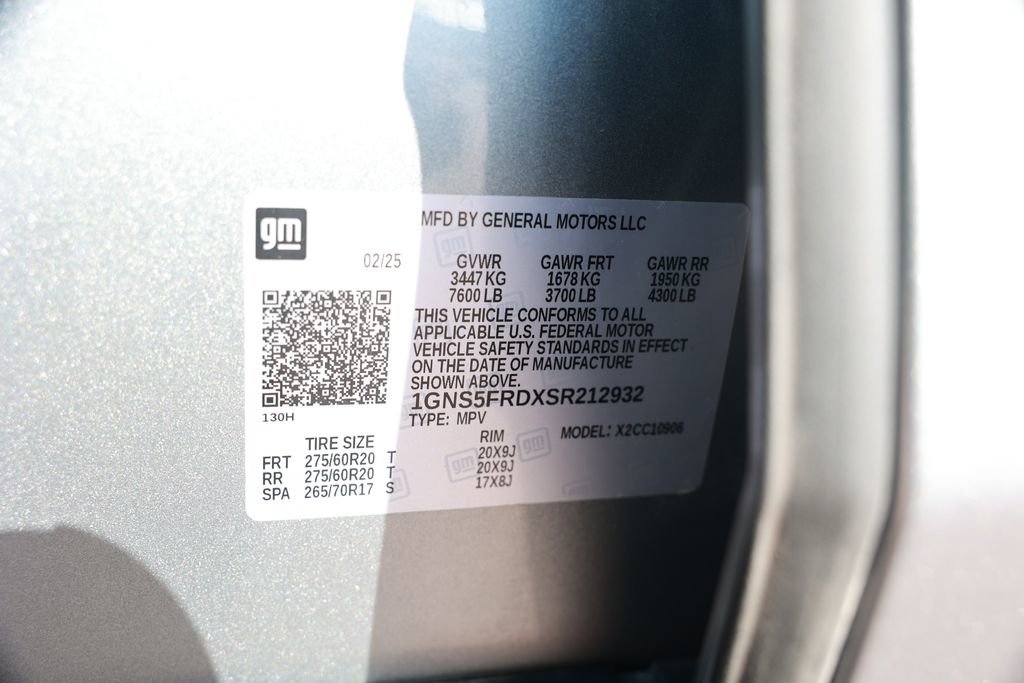 gm
MFD BY GENERAL MOTORS LLC
02/25
GVWR GAWR FRT GAWR RR
3447 KG 1678 KG 1950 KG
7600 LB 3700 LB 4300 LB
THIS VEHICLE CONFORMS TO ALL
APPLICABLE U.S. FEDERAL MOTOR
VEHICLE SAFETY STANDARDS IN EFFECT
ON THE DATE OF MANUFACTURE
SHOWN ABOVE.
1GNS5FRDXSR212932
130H
TYPE: MPV
MODEL: X2CC10906
TIRE SIZE RIM
FRT 275/60R20 T 20X9J
RR 275/60R20 T 20X9J
SPA 265/70R17 S 17X8J